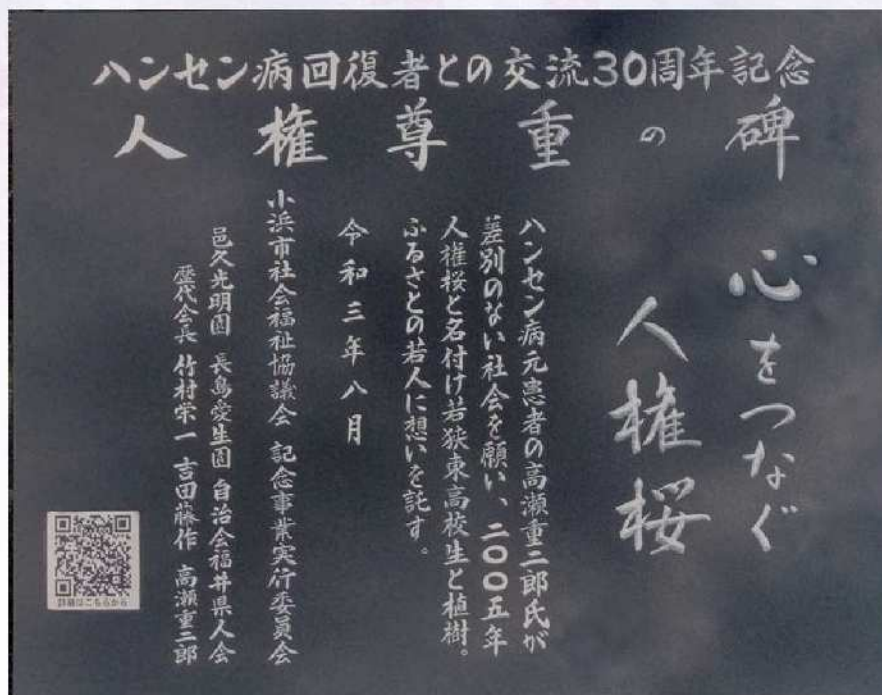 ハンセン病回復者との交流30周年記念
人権尊重の碑
心をつなぐ
人権桜
ハンセン病元患者の高瀬重二郎氏が
差別のない社会を願い、二〇〇五年
人権桜と名付け若狭東高校生と植樹。
ふるさとの若人に想いを託す。
令和三年八月
小浜市社会福祉協議会 記念事業実行委員会
邑久光明園 長島愛生園 自治会福井県人会
歴代会長 竹村栄一 吉田藤作 高瀬重二郎
詳細はこちらから